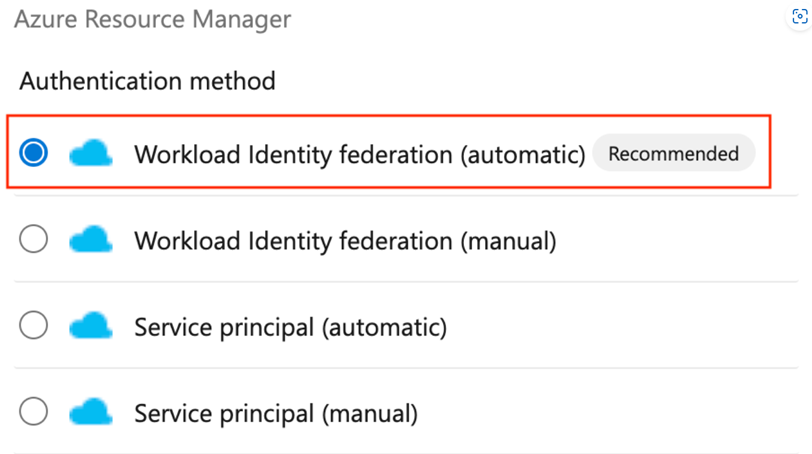 Azure Resource Manager
Authentication method
Workload Identity federation (automatic) Recommended
Workload Identity federation (manual)
Service principal (automatic)
Service principal (manual)